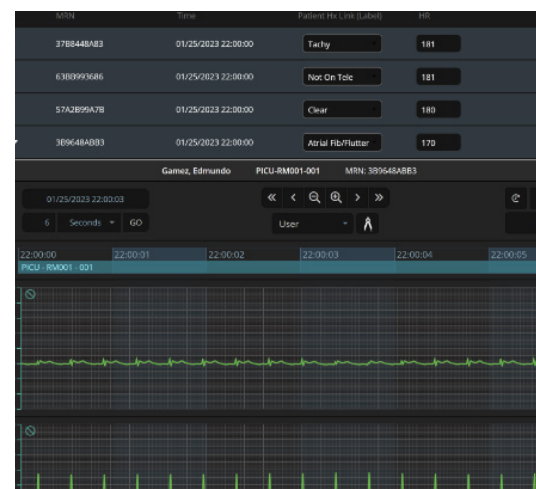 MRN Time Patient Hx Link (Label) HR
37B8448A83 01/25/2023 22:00:00 Tachy 181
63BB993686 01/25/2023 22:00:00 Not On Tele 181
57A2B99A7B 01/25/2023 22:00:00 Clear 180
3B9648ABB3 01/25/2023 22:00:00 Atrial Fib/Flutter 170
Gamez, Edmundo PICU-RM001-001 MRN: 3B9648ABB3
01/25/2023 22:00:03
6 Seconds GO User
22:00:00 22:00:01 22:00:02 22:00:03 22:00:04 22:00:05
PICU - RM001 - 001